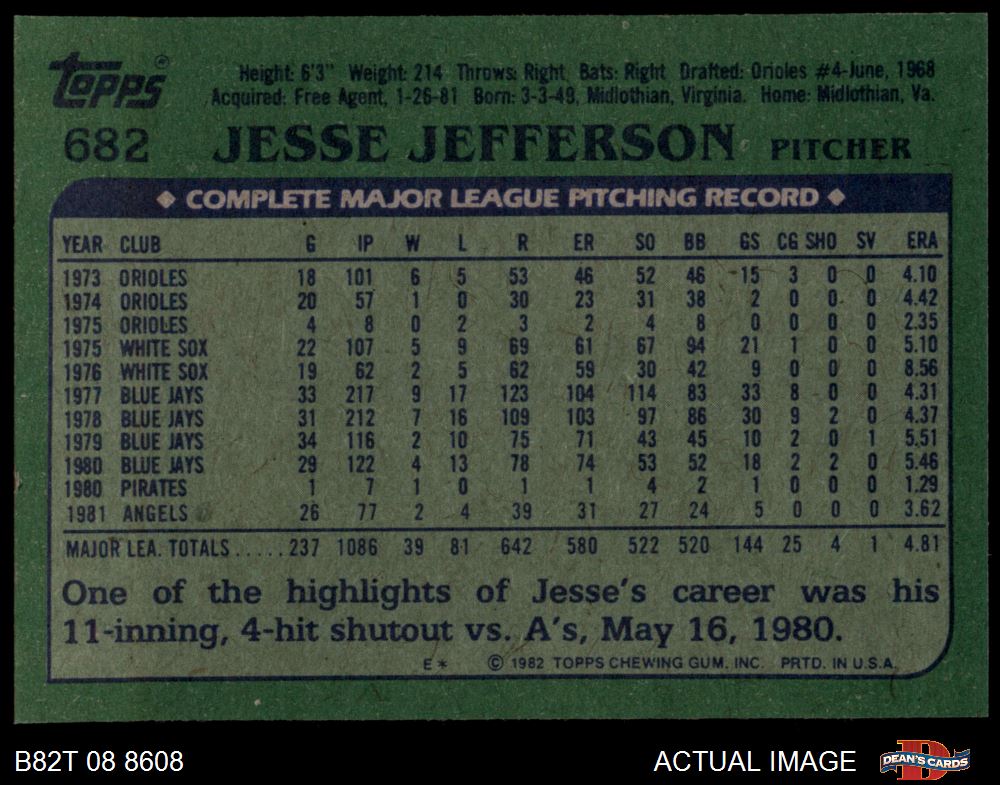 TOPPS®
Height: 6'3" Weight: 214 Throws: Right Bats: Right Drafted: Orioles #4-June, 1968
Acquired: Free Agent, 1-26-81 Born: 3-3-49, Midlothian, Virginia. Home: Midlothian, Va.
682 JESSE JEFFERSON PITCHER
◆ COMPLETE MAJOR LEAGUE PITCHING RECORD ◆
YEAR CLUB G IP W L R ER SO BB GS CG SHO SV ERA
1973 ORIOLES 18 101 6 5 53 46 52 46 15 3 0 0 4.10
1974 ORIOLES 20 57 1 0 30 23 31 38 2 0 0 0 4.42
1975 ORIOLES 4 8 0 2 3 2 4 8 0 0 0 0 2.35
1975 WHITE SOX 22 107 5 9 69 61 67 94 21 1 0 0 5.10
1976 WHITE SOX 19 62 2 5 62 59 30 42 9 0 0 0 8.56
1977 BLUE JAYS 33 217 9 17 123 104 114 83 33 8 0 0 4.31
1978 BLUE JAYS 31 212 7 16 109 103 97 86 30 9 2 0 4.37
1979 BLUE JAYS 34 116 2 10 75 71 43 45 10 2 0 1 5.51
1980 BLUE JAYS 29 122 4 13 78 74 53 52 18 2 2 0 5.46
1980 PIRATES 1 7 1 0 1 1 4 2 1 0 0 0 1.29
1981 ANGELS 26 77 2 4 39 31 27 24 5 0 0 0 3.62
MAJOR LEA. TOTALS ..... 237 1086 39 81 642 580 522 520 144 25 4 1 4.81
One of the highlights of Jesse's career was his
11-inning, 4-hit shutout vs. A's, May 16, 1980.
E* © 1982 TOPPS CHEWING GUM, INC. PRTD. IN U.S.A.
B82T 08 8608 ACTUAL IMAGE DEAN'S CARDS